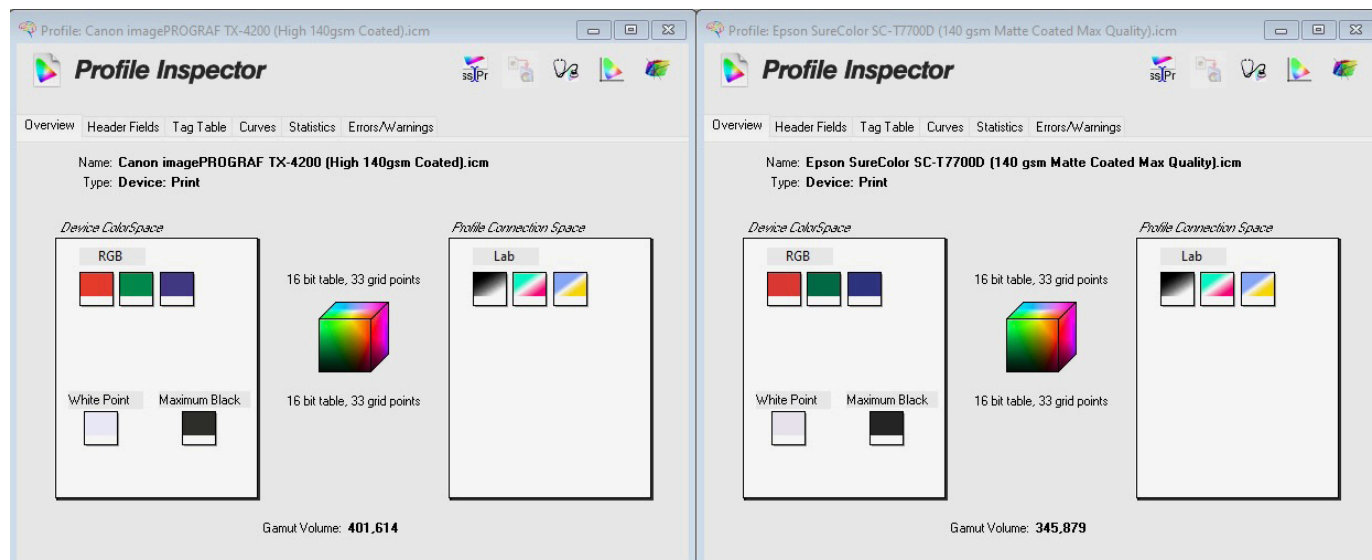 Profile: Canon imagePROGRAF TX-4200 (High 140gsm Coated).icm
Profile Inspector
ss Pr
Overview Header Fields Tag Table Curves Statistics Errors/Warnings
Name: Canon imagePROGRAF TX-4200 (High 140gsm Coated).icm
Type: Device: Print
Device ColorSpace
Profile Connection Space
RGB
Lab
16 bit table, 33 grid points
16 bit table, 33 grid points
White Point Maximum Black
Gamut Volume: 401,614
Profile: Epson SureColor SC-T7700D (140 gsm Matte Coated Max Quality).icm
Profile Inspector
ss Pr
Overview Header Fields Tag Table Curves Statistics Errors/Warnings
Name: Epson SureColor SC-T7700D (140 gsm Matte Coated Max Quality).icm
Type: Device: Print
Device ColorSpace
Profile Connection Space
RGB
Lab
16 bit table, 33 grid points
16 bit table, 33 grid points
White Point Maximum Black
Gamut Volume: 345,879